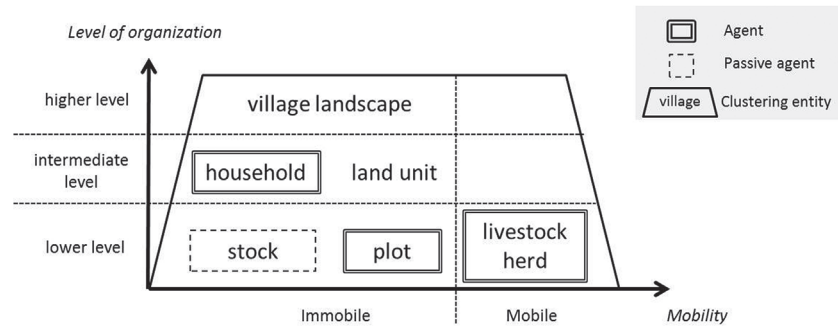 Level of organization
Agent
Passive agent
village
Clustering entity
higher level
village landscape
intermediate
level
household
land unit
lower level
stock
plot
livestock
herd
Immobile
Mobile
Mobility